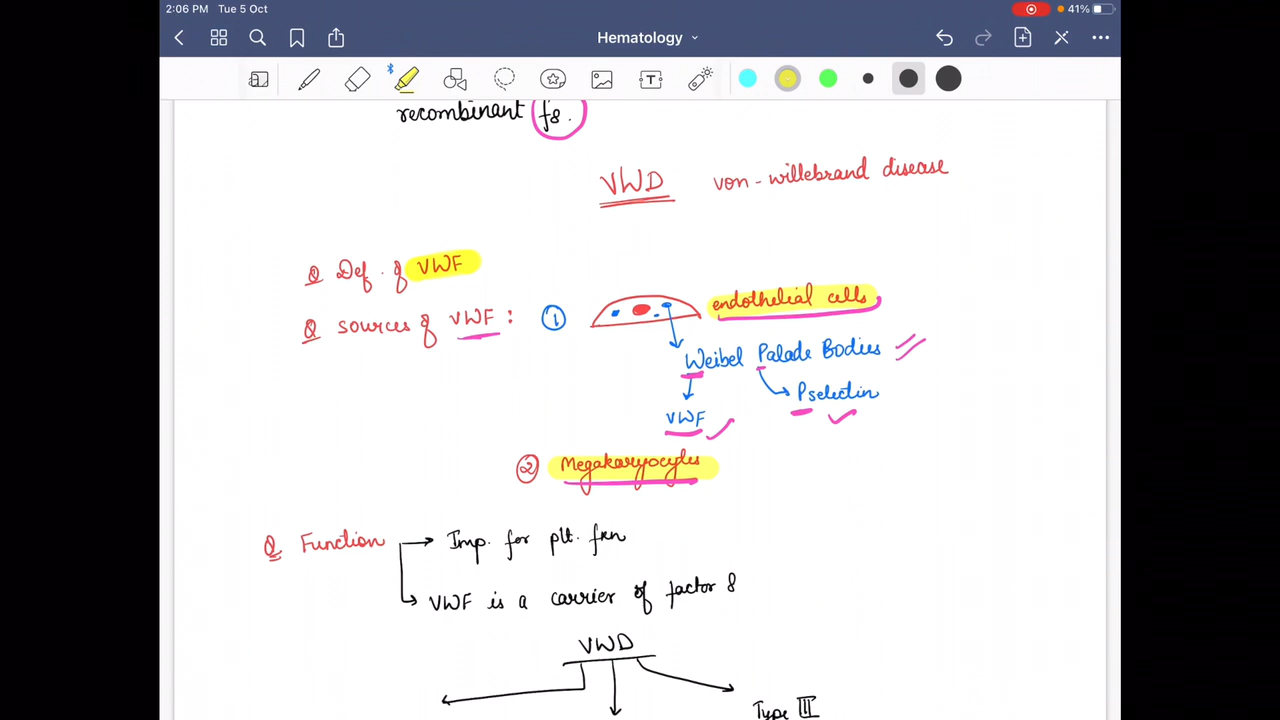 2:06 PM Tue 5 Oct
41%
Hematology
T
recombinant f8.
VWD von-willebrand disease
Q Def. of VWF
Q sources of VWF : 1 endothelial cells
Weibel Palade Bodies
Pselectin
VWF
2 Megakaryocytes
Q Function → Imp. for plt. fxn
→ VWF is a carrier of factor 8
VWD
Type III